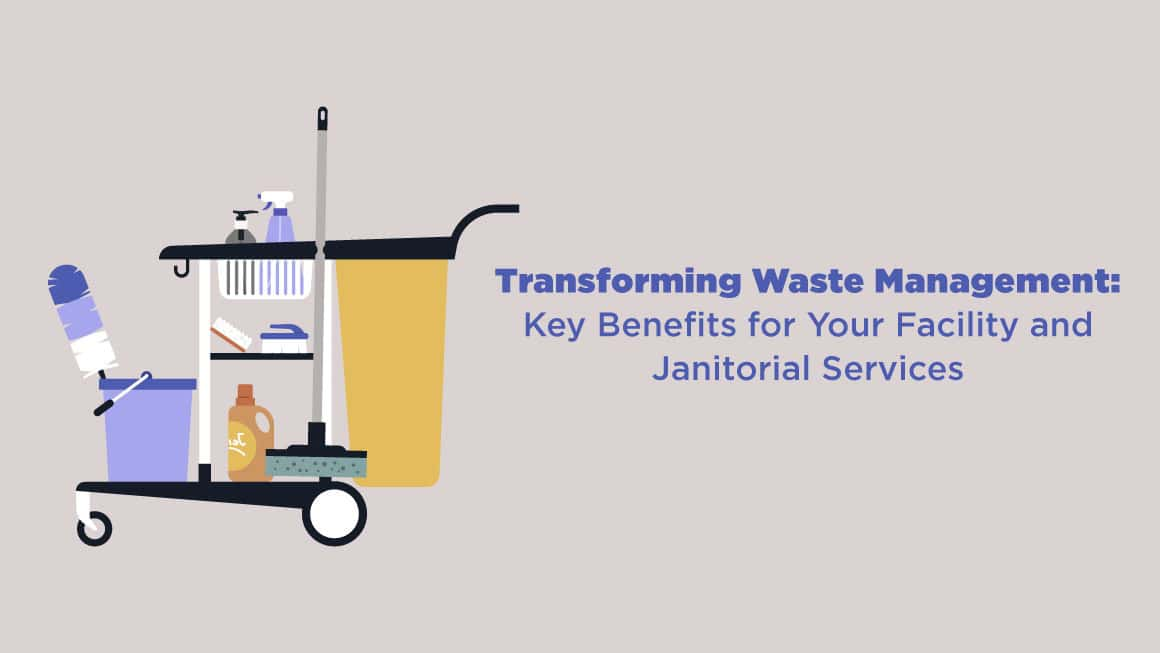 Transforming Waste Management:
Key Benefits for Your Facility and
Janitorial Services